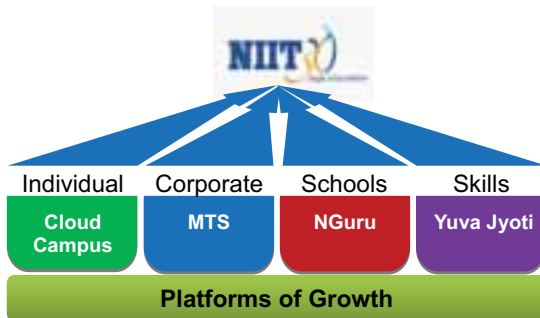 NIIT
Individual Corporate Schools Skills
Cloud Campus MTS NGuru Yuva Jyoti
Platforms of Growth